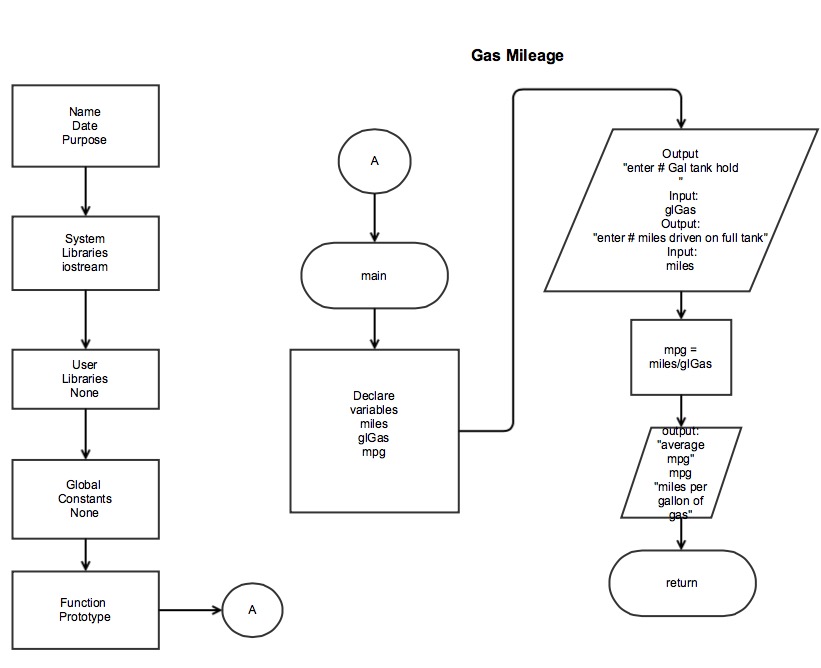 Gas Mileage
Name
Date
Purpose
System
Libraries
iostream
User
Libraries
None
Global
Constants
None
Function
Prototype
A
A
main
Declare
variables
miles
glGas
mpg
Output
"enter # Gal tank hold
"
Input:
glGas
Output:
"enter # miles driven on full tank"
Input:
miles
mpg =
miles/glGas
output:
"average
mpg"
mpg
"miles per
gallon of
gas"
return